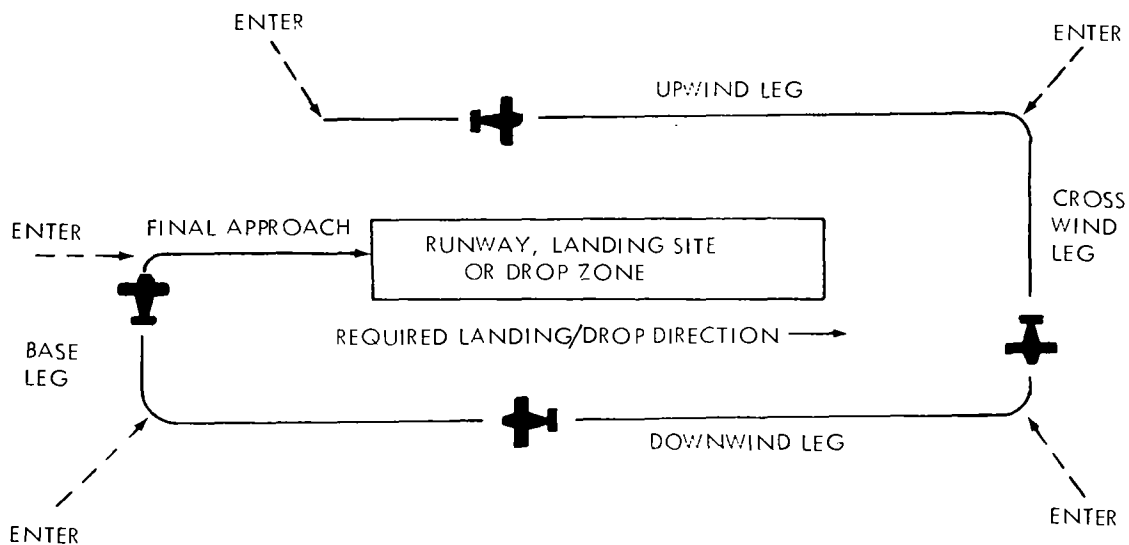 ENTER
ENTER
UPWIND LEG
CROSS
WIND
LEG
ENTER
FINAL APPROACH
RUNWAY, LANDING SITE
OR DROP ZONE
REQUIRED LANDING/DROP DIRECTION
BASE
LEG
DOWNWIND LEG
ENTER
ENTER